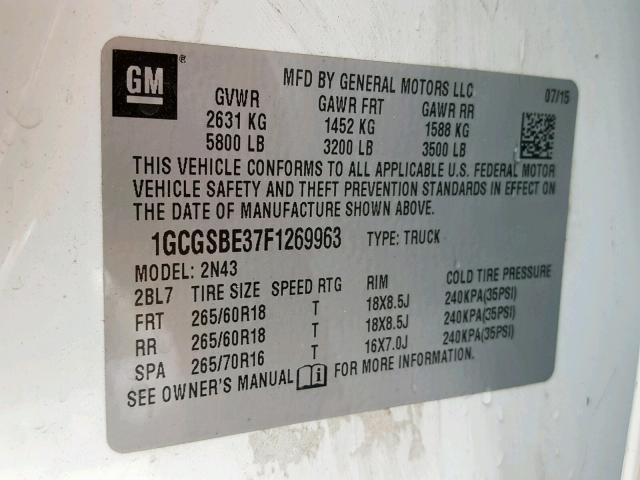 GM ®
MFD BY GENERAL MOTORS LLC 07/15
GVWR GAWR FRT GAWR RR
2631 KG 1452 KG 1588 KG
5800 LB 3200 LB 3500 LB
THIS VEHICLE CONFORMS TO ALL APPLICABLE U.S. FEDERAL MOTOR
VEHICLE SAFETY AND THEFT PREVENTION STANDARDS IN EFFECT ON
THE DATE OF MANUFACTURE SHOWN ABOVE.
1GCGSBE37F1269963 TYPE: TRUCK
MODEL: 2N43
2BL7 TIRE SIZE SPEED RTG RIM COLD TIRE PRESSURE
FRT 265/60R18 T 18X8.5J 240KPA(35PSI)
RR 265/60R18 T 18X8.5J 240KPA(35PSI)
SPA 265/70R16 T 16X7.0J 240KPA(35PSI)
SEE OWNER'S MANUAL i FOR MORE INFORMATION.